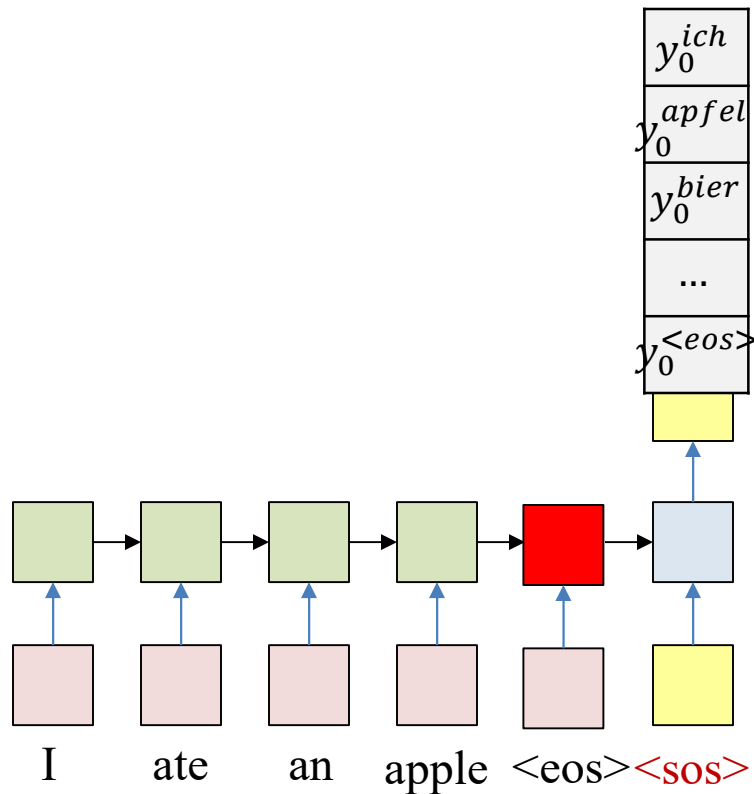 y_0^{ich}
y_0^{apfel}
y_0^{bier}
...
y_0^{<eos>}
I ate an apple <eos> <sos>